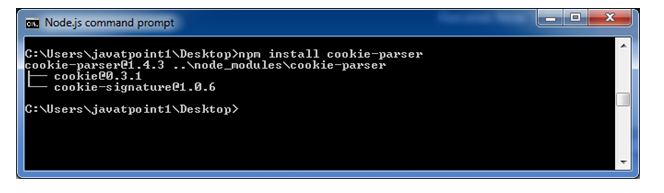 Node.js command prompt
C:\Users\javatpoint1\Desktop>npm install cookie-parser
cookie-parser@1.4.3 ..\node_modules\cookie-parser
├── cookie@0.3.1
└── cookie-signature@1.0.6
C:\Users\javatpoint1\Desktop>